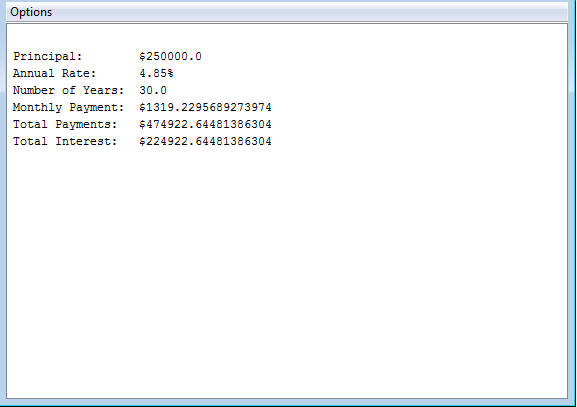 Options
Principal: $250000.0
Annual Rate: 4.85%
Number of Years: 30.0
Monthly Payment: $1319.2295689273974
Total Payments: $474922.64481386304
Total Interest: $224922.64481386304